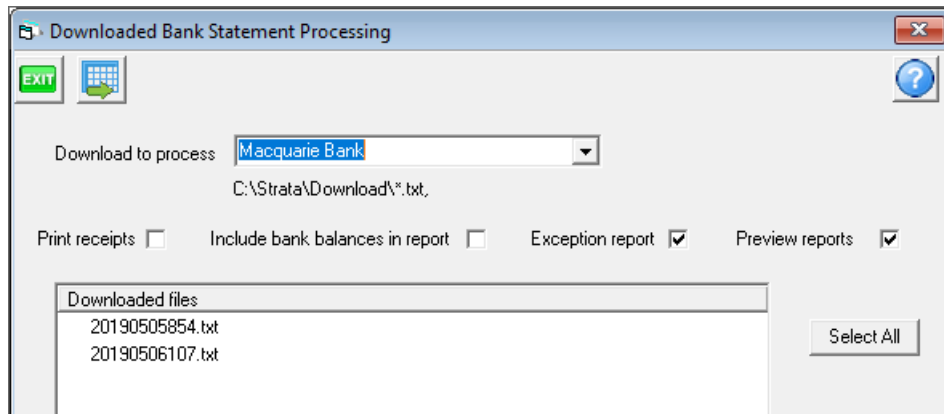 Downloaded Bank Statement Processing
EXIT
?
Download to process Macquarie Bank
C:\Strata\Download\*.txt,
Print receipts Include bank balances in report Exception report Preview reports
Downloaded files
20190505854.txt
20190506107.txt
Select All